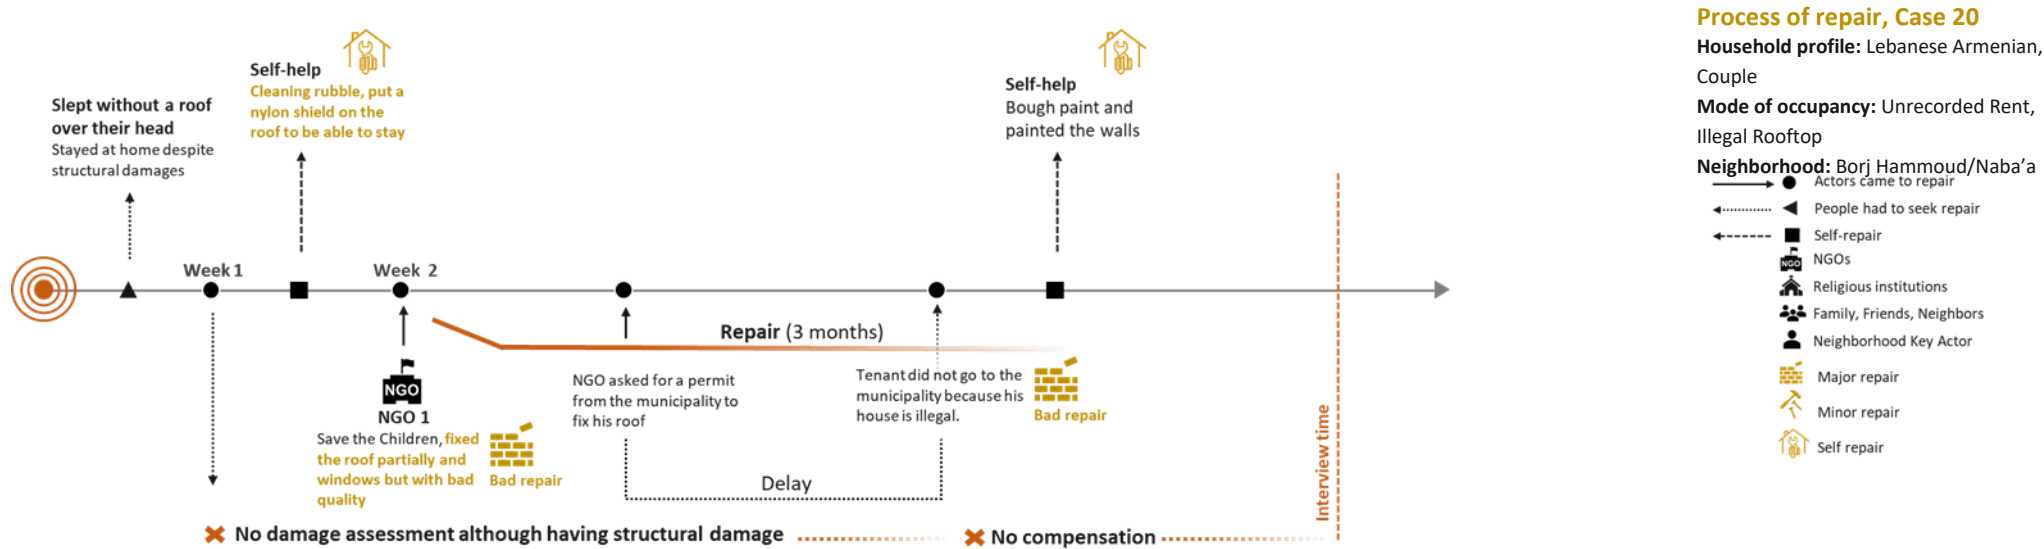 Process of repair, Case 20
Household profile: Lebanese Armenian,
Couple
Mode of occupancy: Unrecorded Rent,
Illegal Rooftop
Neighborhood: Borj Hammoud/Naba’a
Actors came to repair
People had to seek repair
Self-repair
NGO
NGOs
Religious institutions
Family, Friends, Neighbors
Neighborhood Key Actor
Major repair
Minor repair
Self repair
Slept without a roof
over their head
Stayed at home despite
structural damages
Self-help
Cleaning rubble, put a
nylon shield on the
roof to be able to stay
Self-help
Bough paint and
painted the walls
Week 1
Week 2
Repair (3 months)
NGO
NGO 1
Save the Children, fixed
the roof partially and
windows but with bad
quality
Bad repair
NGO asked for a permit
from the municipality to
fix his roof
Tenant did not go to the
municipality because his
house is illegal.
Bad repair
Delay
Interview time
No damage assessment although having structural damage
No compensation